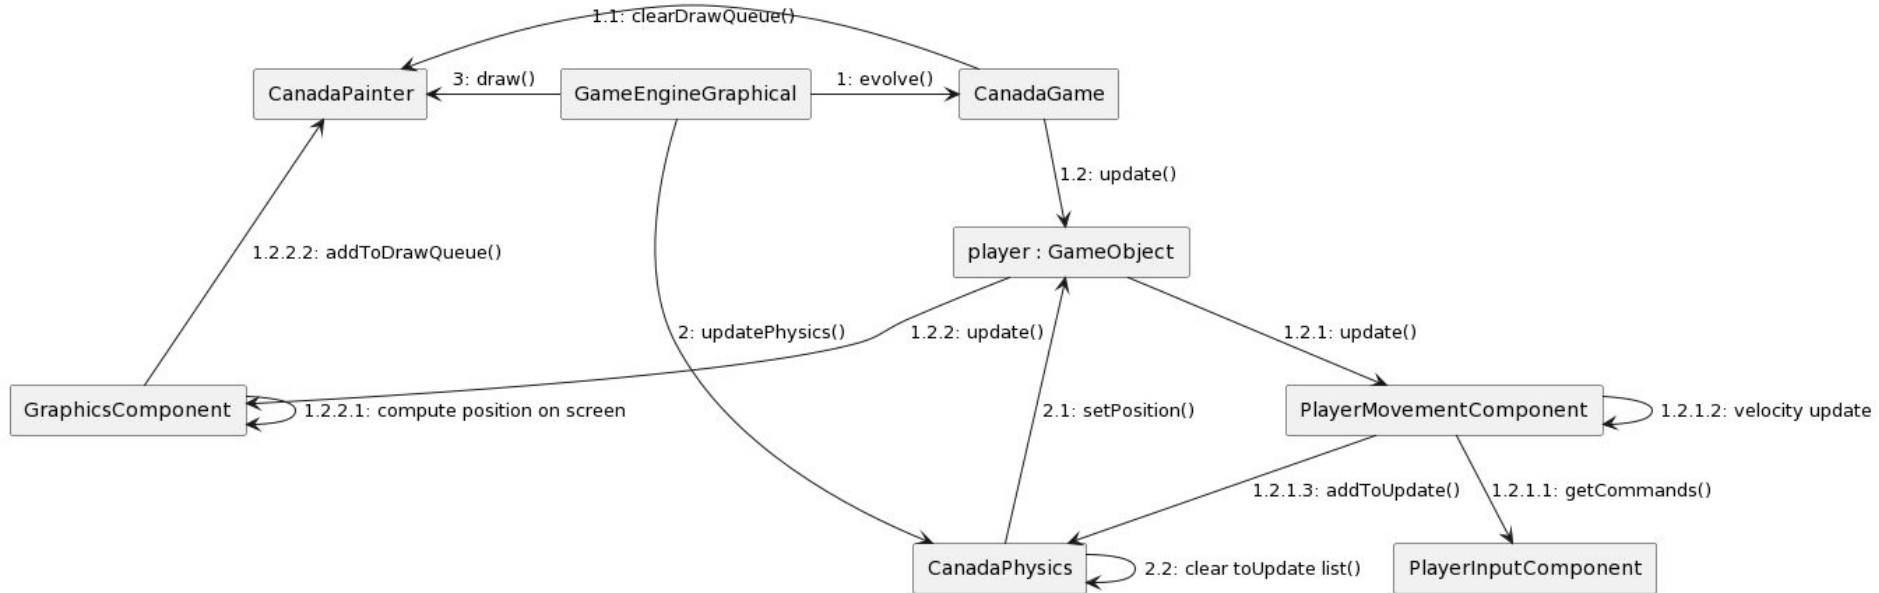 1.1: clearDrawQueue()
CanadaPainter
3: draw()
GameEngineGraphical
1: evolve()
CanadaGame
1.2: update()
1.2.2.2: addToDrawQueue()
player : GameObject
2: updatePhysics()
1.2.2: update()
1.2.1: update()
GraphicsComponent
1.2.2.1: compute position on screen
2.1: setPosition()
PlayerMovementComponent
1.2.1.2: velocity update
1.2.1.3: addToUpdate()
1.2.1.1: getCommands()
CanadaPhysics
2.2: clear toUpdate list()
PlayerInputComponent